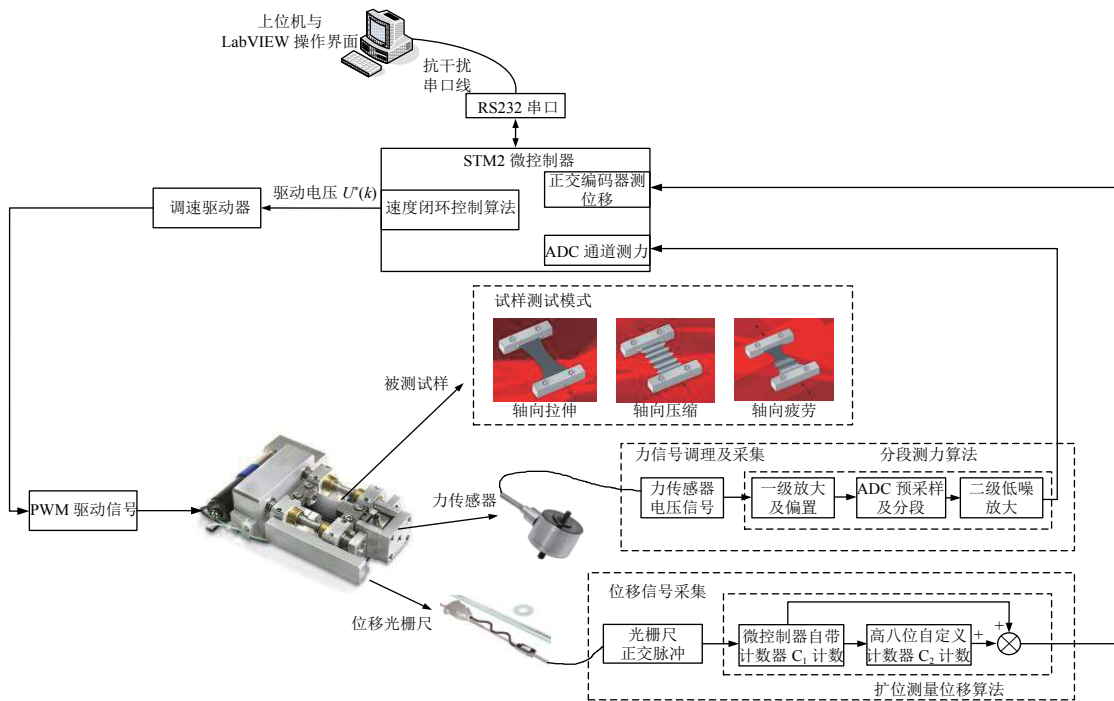 上位机与
LabVIEW 操作界面
抗干扰
串口线
RS232 串口
STM2 微控制器
正交编码器测
位移
驱动电压 U*(k)
速度闭环控制算法
调速驱动器
ADC 通道测力
试样测试模式
轴向拉伸
轴向压缩
轴向疲劳
被测试样
力信号调理及采集
分段测力算法
力传感器
电压信号
一级放大
及偏置
ADC 预采样
及分段
二级低噪
放大
PWM 驱动信号
力传感器
位移光栅尺
位移信号采集
光栅尺
正交脉冲
微控制器自带
计数器 C₁ 计数
高八位自定义
计数器 C₂ 计数
+
+
扩位测量位移算法